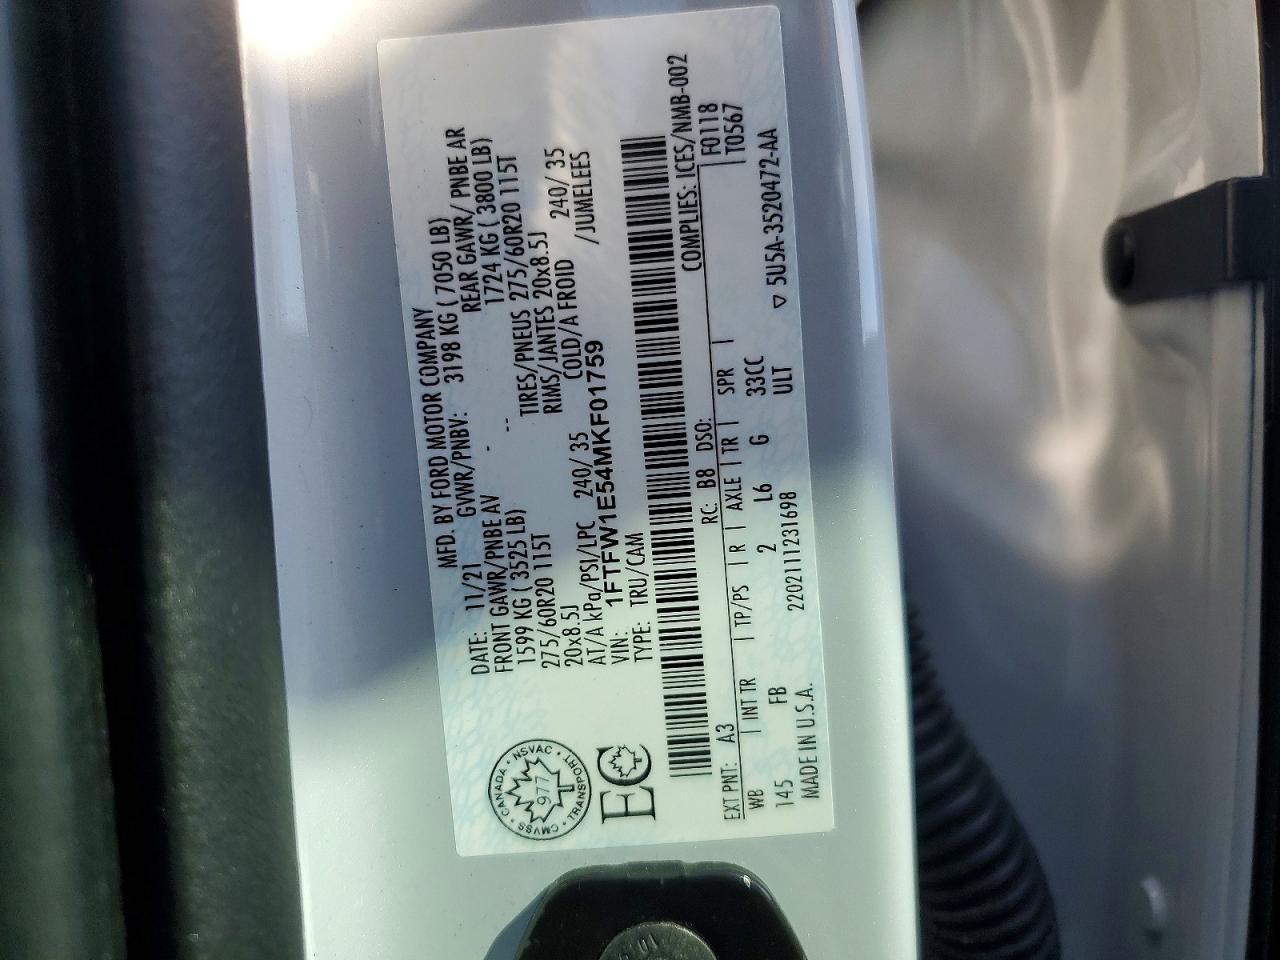 MFD. BY FORD MOTOR COMPANY
DATE: 11/21 GVWR/PNBV: 3198 KG ( 7050 LB)
FRONT GAWR/PNBE AV - REAR GAWR/ PNBE AR
1599 KG ( 3525 LB) -- 1724 KG ( 3800 LB)
275/60R20 115T TIRES/PNEUS 275/60R20 115T
20x8.5J RIMS/JANTES 20x8.5J
AT/A kPa/PSI/LPC 240/ 35 COLD/A FROID 240/ 35
VIN: 1FTFW1E54MKF01759 /JUMELEES
TYPE: TRU/CAM
CANADA • NSVAC • TRANSPORT • CMVSS •
977
EC
COMPLIES: ICES/NMB-002
EXT PNT: A3 RC: B8 DSO: F0118
WB | INT TR | TP/PS | R | AXLE | TR | SPR | T0567
145 FB 2 L6 G 33CC
ULT
MADE IN U.S.A. 2202111231698 ▽ 5U5A-3520472-AA